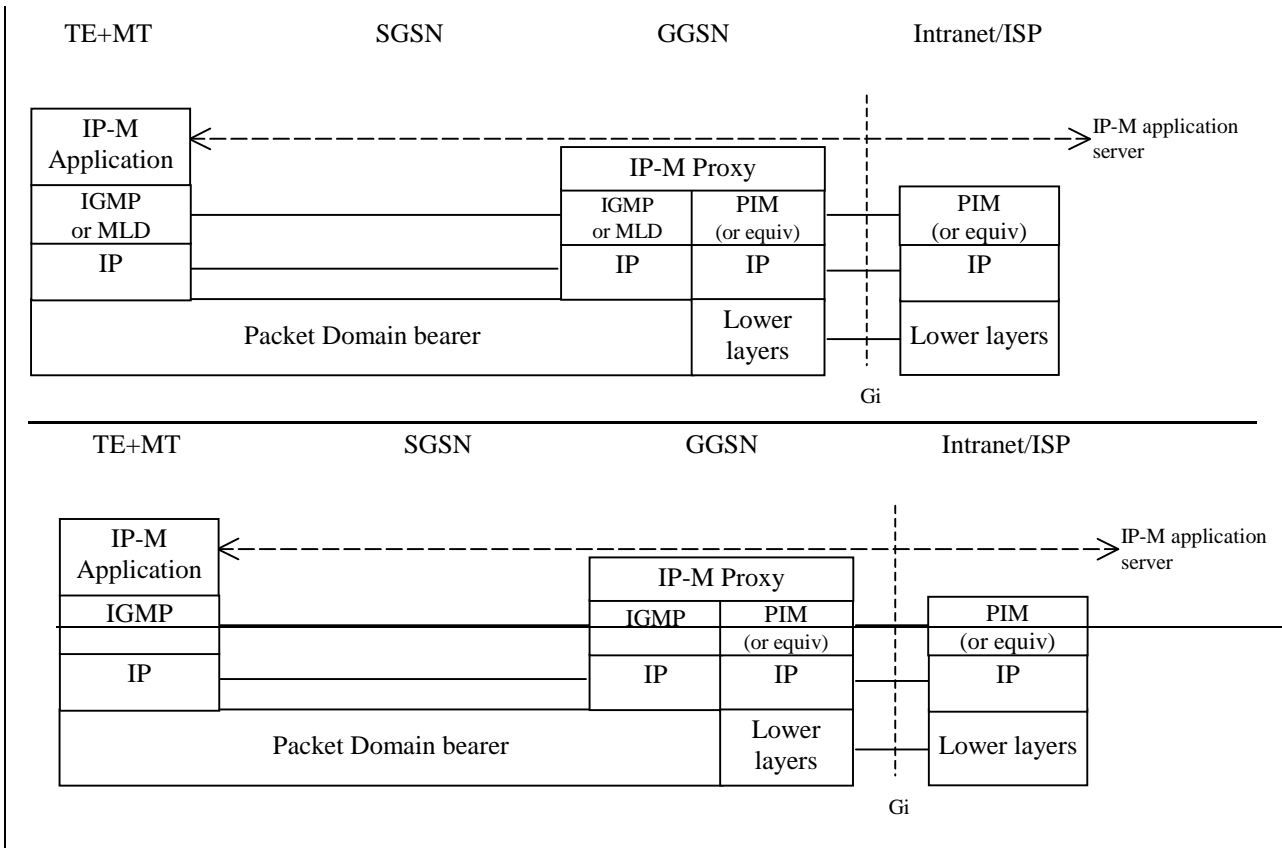 TE+MT SGSN GGSN Intranet/ISP
IP-M
Application
IP-M application
server
IP-M Proxy
IGMP
or MLD
IGMP
or MLD
PIM
(or equiv)
PIM
(or equiv)
IP IP IP IP
Packet Domain bearer
Lower
layers
Lower layers
Gi
TE+MT SGSN GGSN Intranet/ISP
IP-M
Application
IP-M application
server
IP-M Proxy
IGMP
IGMP
PIM
(or equiv)
PIM
(or equiv)
IP IP IP IP
Packet Domain bearer
Lower
layers
Lower layers
Gi